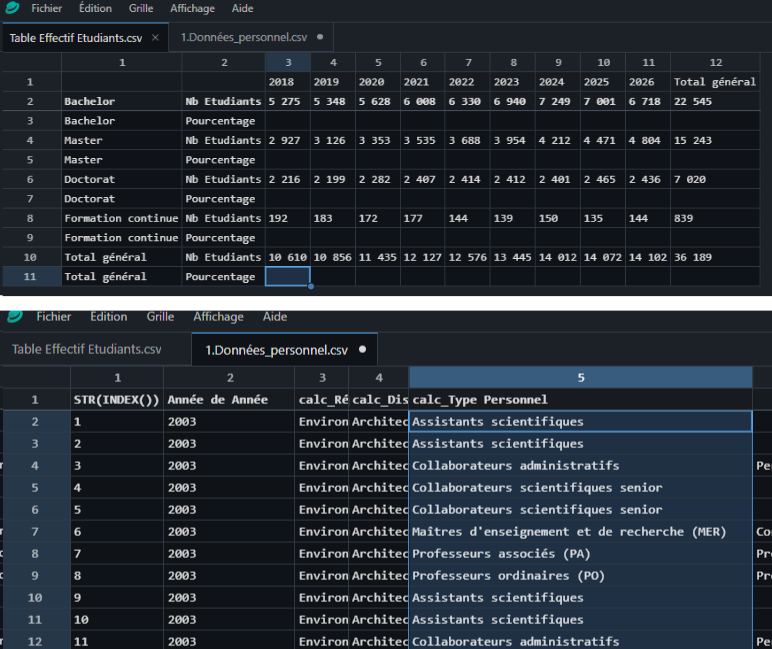 Fichier Édition Grille Affichage Aide
Table Effectif Etudiants.csv × 1.Données_personnel.csv ●
1 2 3 4 5 6 7 8 9 10 11 12
1 2018 2019 2020 2021 2022 2023 2024 2025 2026 Total général
2 Bachelor Nb Etudiants 5 275 5 348 5 628 6 008 6 330 6 940 7 249 7 001 6 718 22 545
3 Bachelor Pourcentage
4 Master Nb Etudiants 2 927 3 126 3 353 3 535 3 688 3 954 4 212 4 471 4 804 15 243
5 Master Pourcentage
6 Doctorat Nb Etudiants 2 216 2 199 2 282 2 407 2 414 2 412 2 401 2 465 2 436 7 020
7 Doctorat Pourcentage
8 Formation continue Nb Etudiants 192 183 172 177 144 139 150 135 144 839
9 Formation continue Pourcentage
10 Total général Nb Etudiants 10 610 10 856 11 435 12 127 12 576 13 445 14 012 14 072 14 102 36 189
11 Total général Pourcentage
Fichier Édition Grille Affichage Aide
Table Effectif Etudiants.csv 1.Données_personnel.csv ●
1 2 3 4 5
1 STR(INDEX()) Année de Année calc_Ré calc_Dis calc_Type Personnel
2 1 2003 Environ Architec Assistants scientifiques
3 2 2003 Environ Architec Assistants scientifiques
4 3 2003 Environ Architec Collaborateurs administratifs Pe
5 4 2003 Environ Architec Collaborateurs scientifiques senior
6 5 2003 Environ Architec Collaborateurs scientifiques senior
7 6 2003 Environ Architec Maîtres d'enseignement et de recherche (MER) Co
8 7 2003 Environ Architec Professeurs associés (PA) Pr
9 8 2003 Environ Architec Professeurs ordinaires (PO) Pr
10 9 2003 Environ Architec Assistants scientifiques
11 10 2003 Environ Architec Assistants scientifiques
12 11 2003 Environ Architec Collaborateurs administratifs Pe